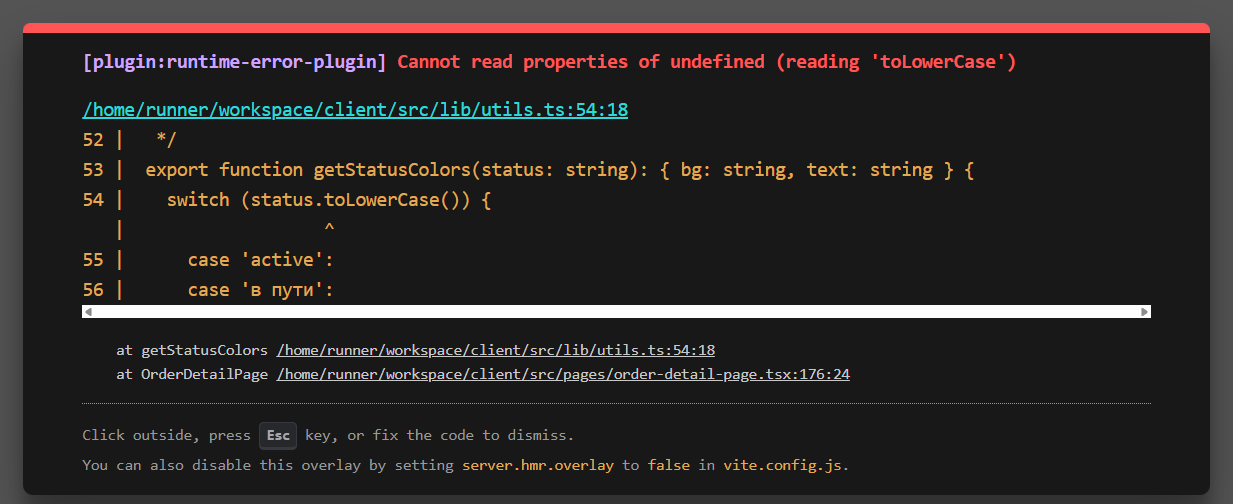 [plugin:runtime-error-plugin] Cannot read properties of undefined (reading 'toLowerCase')
/home/runner/workspace/client/src/lib/utils.ts:54:18
52 |   */
53 |  export function getStatusColors(status: string): { bg: string, text: string } {
54 |    switch (status.toLowerCase()) {
   |                   ^
55 |      case 'active':
56 |      case 'в пути':
at getStatusColors /home/runner/workspace/client/src/lib/utils.ts:54:18
at OrderDetailPage /home/runner/workspace/client/src/pages/order-detail-page.tsx:176:24
Click outside, press Esc key, or fix the code to dismiss.
You can also disable this overlay by setting server.hmr.overlay to false in vite.config.js.